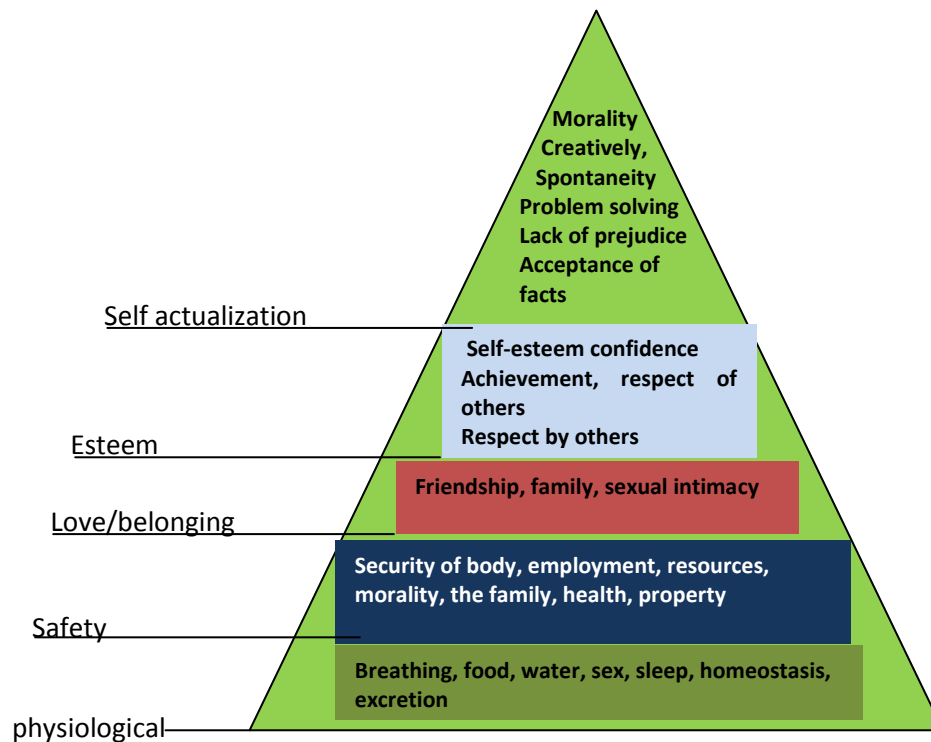 Morality
Creatively,
Spontaneity
Problem solving
Lack of prejudice
Acceptance of
facts
Self actualization
Self-esteem confidence
Achievement, respect of
others
Respect by others
Esteem
Friendship, family, sexual intimacy
Love/belonging
Security of body, employment, resources,
morality, the family, health, property
Safety
Breathing, food, water, sex, sleep, homeostasis,
excretion
physiological